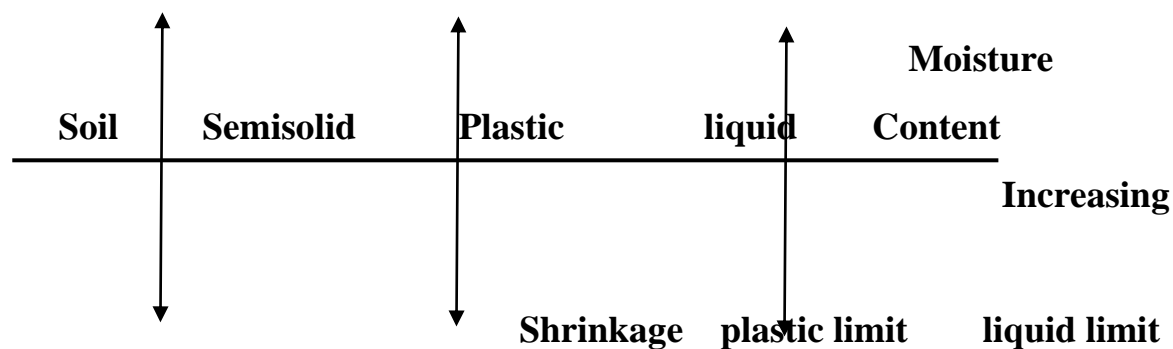 Moisture
Soil Semisolid Plastic liquid Content
Increasing
Shrinkage plastic limit liquid limit